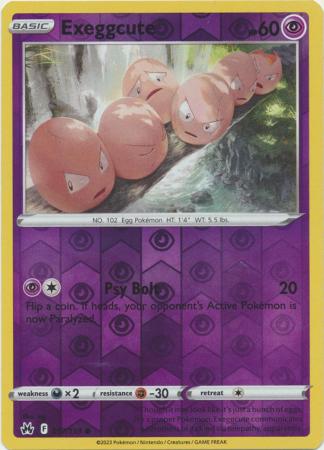 BASIC
Exeggcute
HP 60
NO. 102 Egg Pokémon HT: 1'4" WT: 5.5 lbs.
Psy Bolt 20
Flip a coin. If heads, your opponent's Active Pokémon is
now Paralyzed.
weakness ×2 resistance -30 retreat
F
©2023 Pokémon / Nintendo / Creatures / GAME FREAK